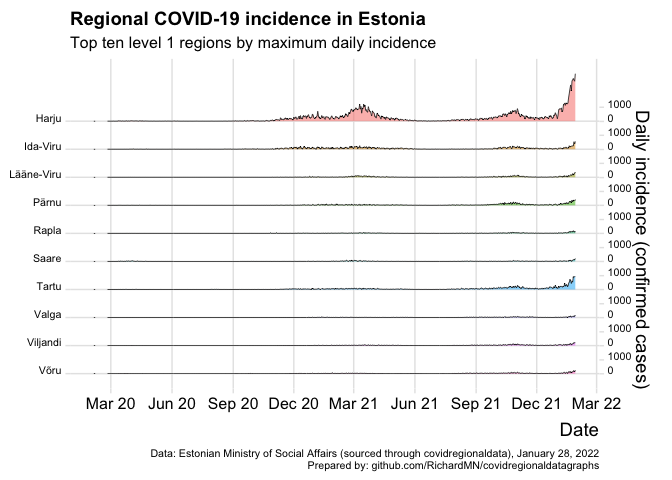 Regional COVID-19 incidence in Estonia
Top ten level 1 regions by maximum daily incidence
Harju
Ida-Viru
Lääne-Viru
Pärnu
Rapla
Saare
Tartu
Valga
Viljandi
Võru
1000
0
1000
0
1000
0
1000
0
1000
0
1000
0
1000
0
1000
0
1000
0
1000
0
Daily incidence (confirmed cases)
Mar 20 Jun 20 Sep 20 Dec 20 Mar 21 Jun 21 Sep 21 Dec 21 Mar 22
Date
Data: Estonian Ministry of Social Affairs (sourced through covidregionaldata), January 28, 2022
Prepared by: github.com/RichardMN/covidregionaldatagraphs